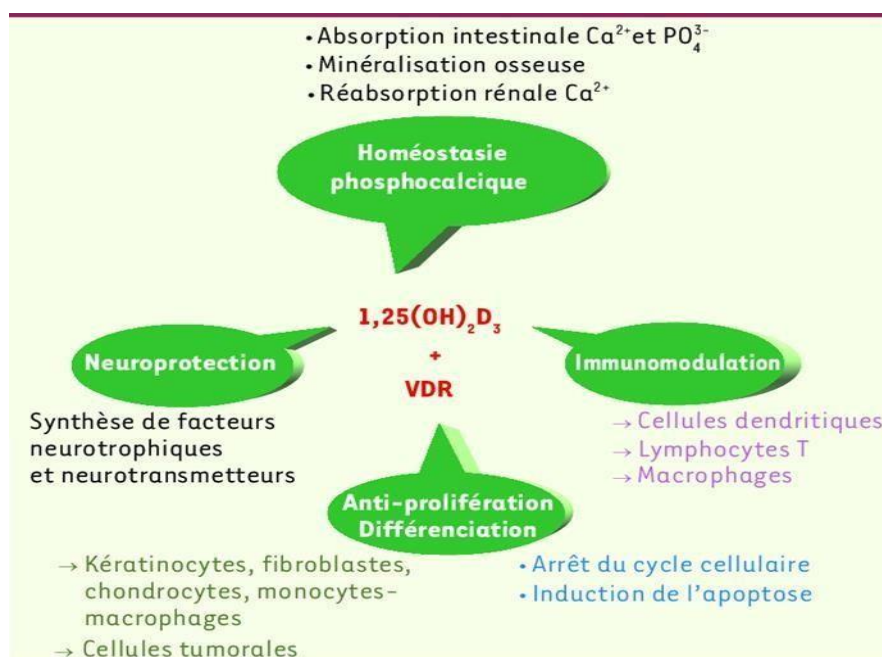 • Absorption intestinale Ca²⁺et PO₄³⁻
• Minéralisation osseuse
• Réabsorption rénale Ca²⁺
Homéostasie
phosphocalcique
1,25(OH)₂D₃
+
VDR
Neuroprotection
Synthèse de facteurs
neurotrophiques
et neurotransmetteurs
Immunomodulation
→ Cellules dendritiques
→ Lymphocytes T
→ Macrophages
Anti-prolifération
Différenciation
→ Kératinocytes, fibroblastes,
chondrocytes, monocytes-
macrophages
→ Cellules tumorales
• Arrêt du cycle cellulaire
• Induction de l'apoptose